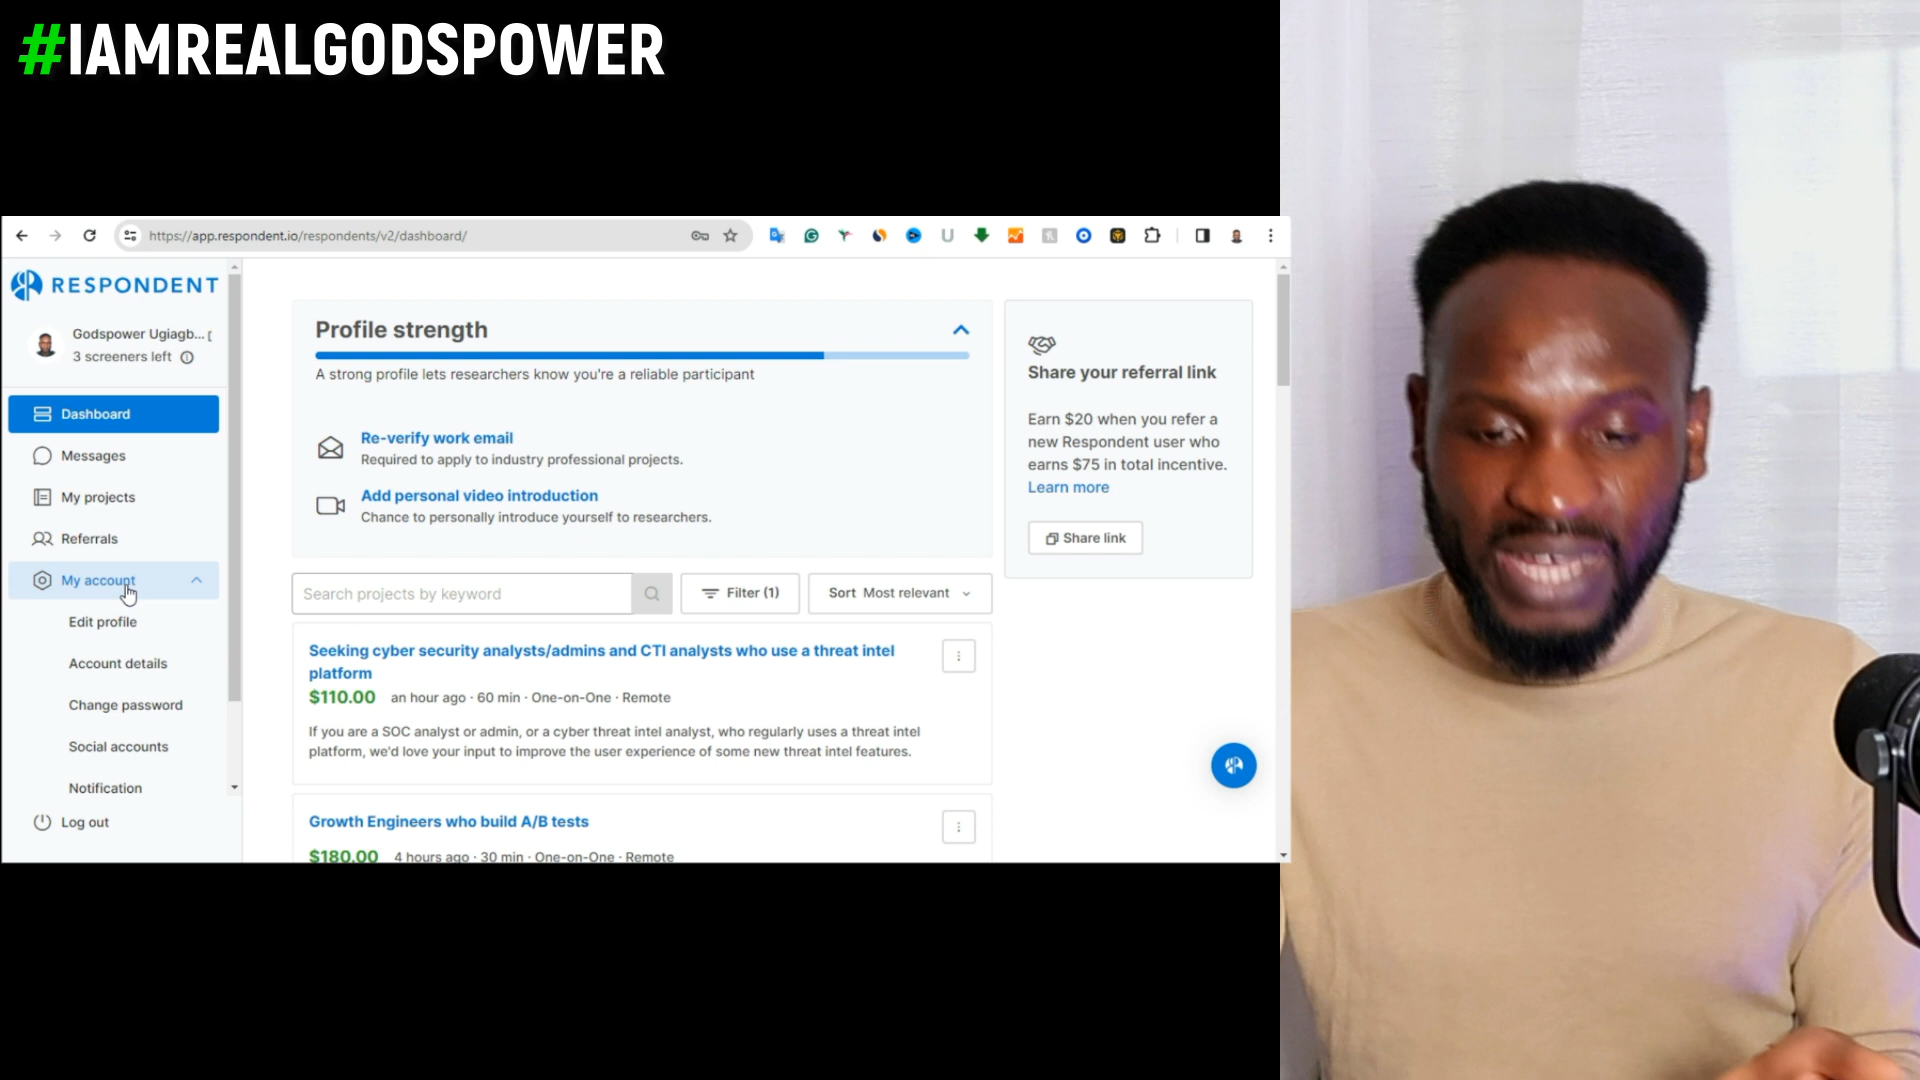 #IAMREALGODSPOWER
https://app.respondent.io/respondents/v2/dashboard/
RESPONDENT
Godspower Ugiagb...
3 screeners left
Dashboard
Messages
My projects
Referrals
My account
Edit profile
Account details
Change password
Social accounts
Notification
Log out
Profile strength
A strong profile lets researchers know you're a reliable participant
Re-verify work email
Required to apply to industry professional projects.
Add personal video introduction
Chance to personally introduce yourself to researchers.
Search projects by keyword
Filter (1)
Sort Most relevant
Seeking cyber security analysts/admins and CTI analysts who use a threat intel
platform
$110.00 an hour ago · 60 min · One-on-One · Remote
If you are a SOC analyst or admin, or a cyber threat intel analyst, who regularly uses a threat intel
platform, we'd love your input to improve the user experience of some new threat intel features.
Growth Engineers who build A/B tests
$180.00 4 hours ago · 30 min · One-on-One · Remote
Share your referral link
Earn $20 when you refer a
new Respondent user who
earns $75 in total incentive.
Learn more
Share link